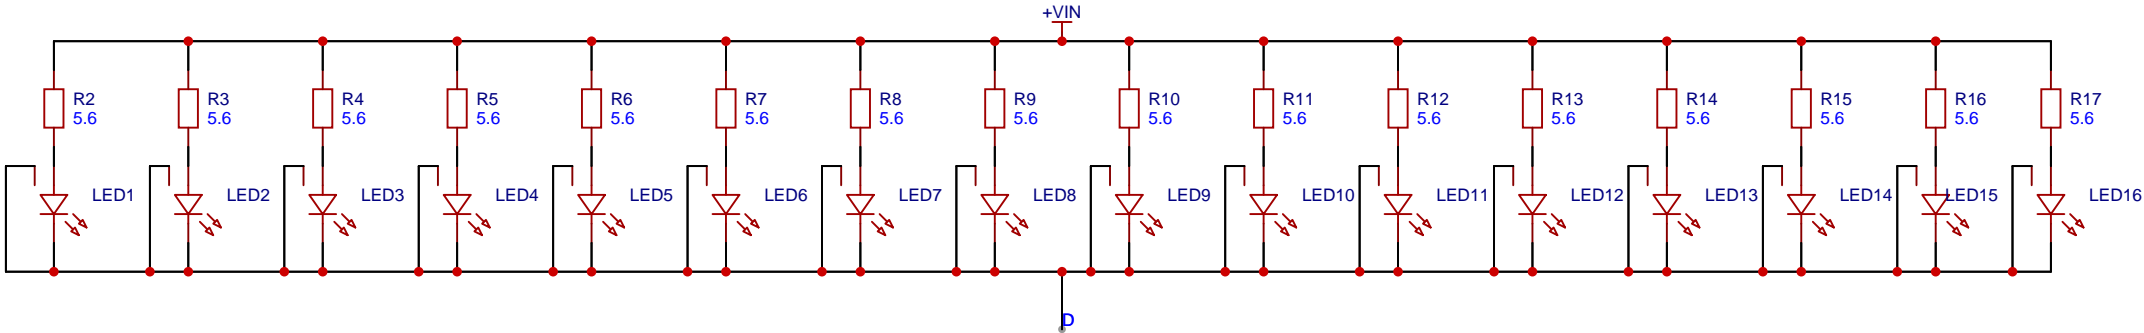 +VIN
R2 R3 R4 R5 R6 R7 R8 R9 R10 R11 R12 R13 R14 R15 R16 R17
5.6 5.6 5.6 5.6 5.6 5.6 5.6 5.6 5.6 5.6 5.6 5.6 5.6 5.6 5.6 5.6
LED1 LED2 LED3 LED4 LED5 LED6 LED7 LED8 LED9 LED10 LED11 LED12 LED13 LED14 LED15 LED16
D